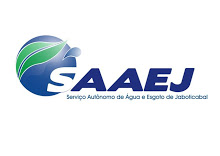 SAAEJ
Serviço Autônomo de Água e Esgoto de Jaboticabal